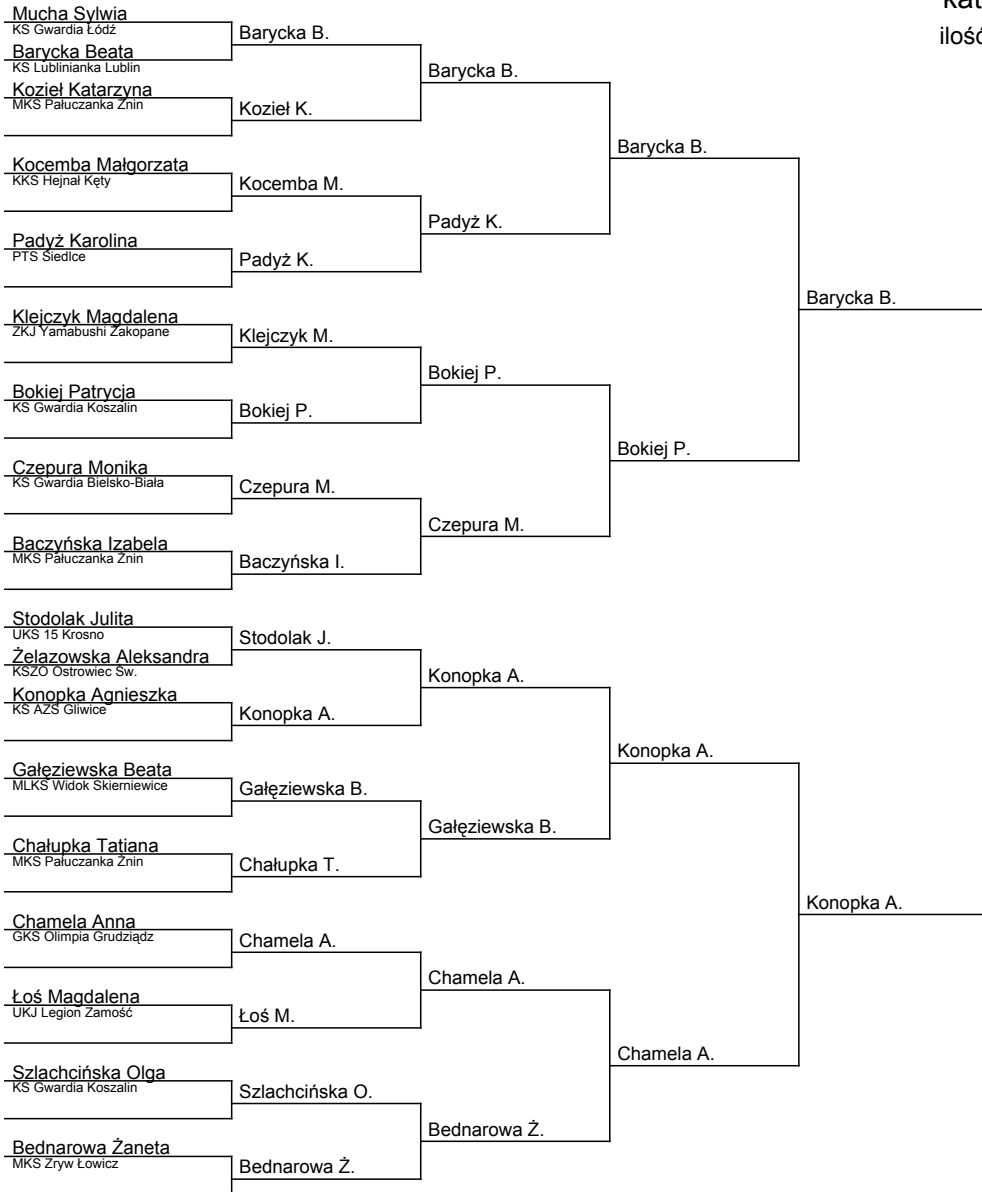 Mucha Sylwia
KS Gwardia Łódź
Barycka Beata
KS Lublinianka Lublin
Kozieł Katarzyna
MKS Pałuczanka Żnin
Kocemba Małgorzata
KKS Hejnał Kęty
Padyż Karolina
PTS Siedlce
Klejczyk Magdalena
ZKJ Yamabushi Zakopane
Bokiej Patrycja
KS Gwardia Koszalin
Czepura Monika
KS Gwardia Bielsko-Biała
Baczyńska Izabela
MKS Pałuczanka Żnin
Stodolak Julita
UKS 15 Krosno
Żelazowska Aleksandra
KSZO Ostrowiec Św.
Konopka Agnieszka
KS AZS Gliwice
Gałęziewska Beata
MLKS Widok Skierniewice
Chałupka Tatiana
MKS Pałuczanka Żnin
Chamela Anna
GKS Olimpia Grudziądz
Łoś Magdalena
UKJ Legion Zamość
Szlachcińska Olga
KS Gwardia Koszalin
Bednarowa Żaneta
MKS Zryw Łowicz
Barycka B.
Kozieł K.
Kocemba M.
Padyż K.
Klejczyk M.
Bokiej P.
Czepura M.
Baczyńska I.
Stodolak J.
Konopka A.
Gałęziewska B.
Chałupka T.
Chamela A.
Łoś M.
Szlachcińska O.
Bednarowa Ż.
Barycka B.
Padyż K.
Bokiej P.
Czepura M.
Konopka A.
Gałęziewska B.
Chamela A.
Bednarowa Ż.
Barycka B.
Bokiej P.
Konopka A.
Chamela A.
Barycka B.
Konopka A.